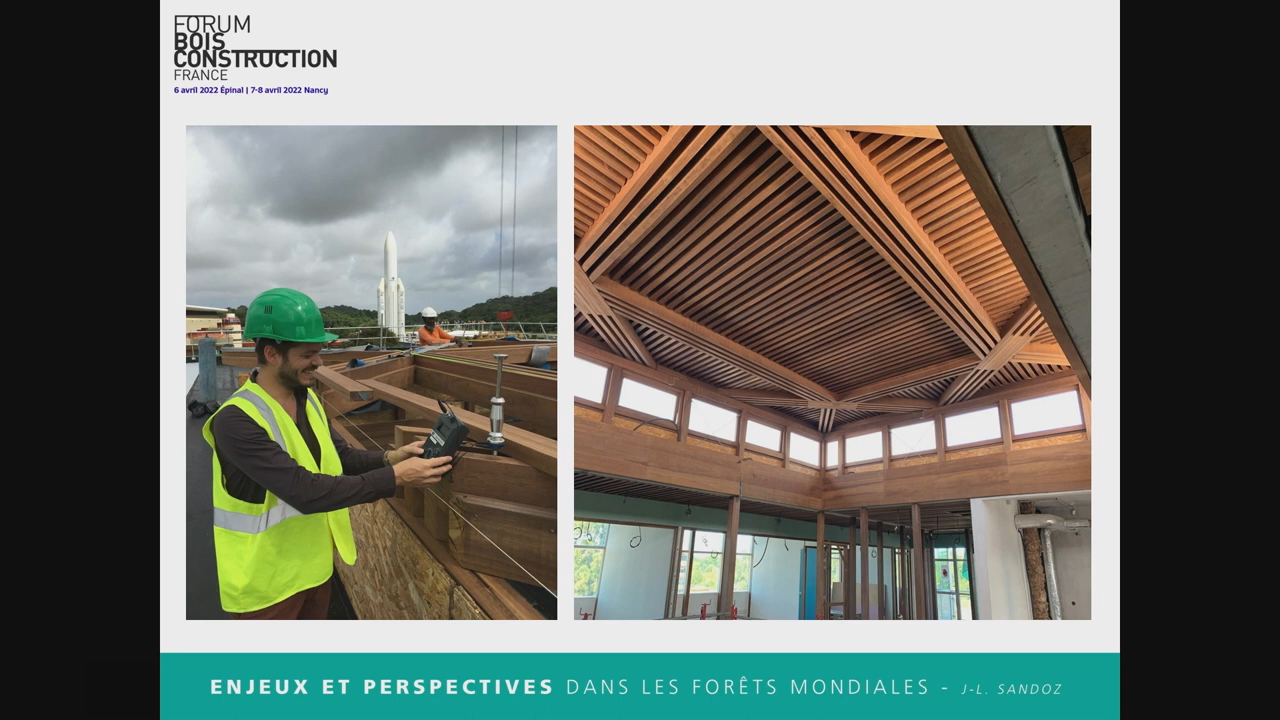 FORUM
BOIS
CONSTRUCTION
FRANCE
6 avril 2022 Épinal | 7-8 avril 2022 Nancy
ENJEUX ET PERSPECTIVES DANS LES FORÊTS MONDIALES - J-L. SANDOZ